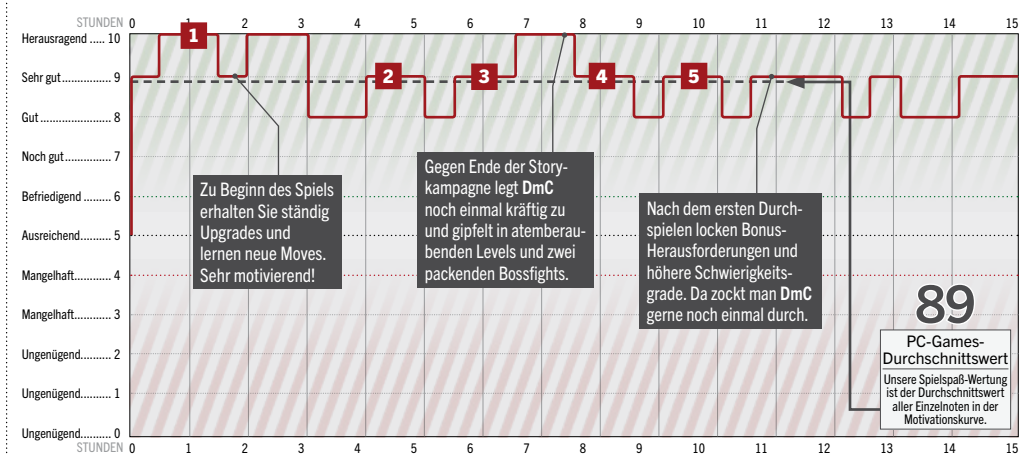 STUNDEN 0 1 2 3 4 5 6 7 8 9 10 11 12 13 14 15
Herausragend ..... 10
Sehr gut ................ 9
Gut ........................ 8
Noch gut ............... 7
Befriedigend ......... 6
Ausreichend .......... 5
Mangelhaft ............ 4
Mangelhaft ............ 3
Ungenügend .......... 2
Ungenügend .......... 1
Ungenügend .......... 0
STUNDEN 0 1 2 3 4 5 6 7 8 9 10 11 12 13 14 15
1
2
3
4
5
Zu Beginn des Spiels
erhalten Sie ständig
Upgrades und
lernen neue Moves.
Sehr motivierend!
Gegen Ende der Story-
kampagne legt DmC
noch einmal kräftig zu
und gipfelt in atemberau-
benden Levels und zwei
packenden Bossfights.
Nach dem ersten Durch-
spielen locken Bonus-
Herausforderungen und
höhere Schwierigkeits-
grade. Da zockt man DmC
gerne noch einmal durch.
89
PC-Games-
Durchschnittswert
Unsere Spielspaß-Wertung
ist der Durchschnittswert
aller Einzelnoten in der
Motivationskurve.